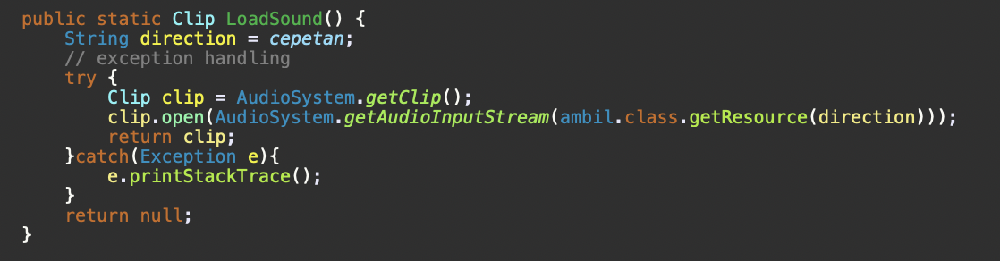 public static Clip LoadSound() {
    String direction = cepetan;
    // exception handling
    try {
        Clip clip = AudioSystem.getClip();
        clip.open(AudioSystem.getAudioInputStream(ambil.class.getResource(direction)));
        return clip;
    }catch(Exception e){
        e.printStackTrace();
    }
    return null;
}